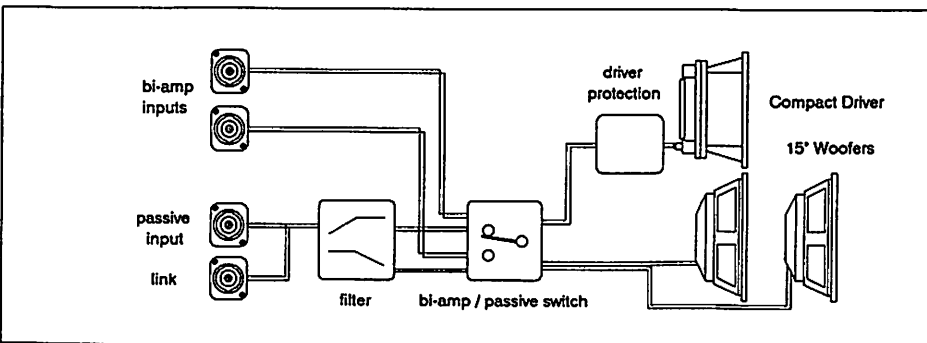 bi-amp
inputs
driver
protection
Compact Driver
15" Woofers
passive
input
link
filter
bi-amp / passive switch